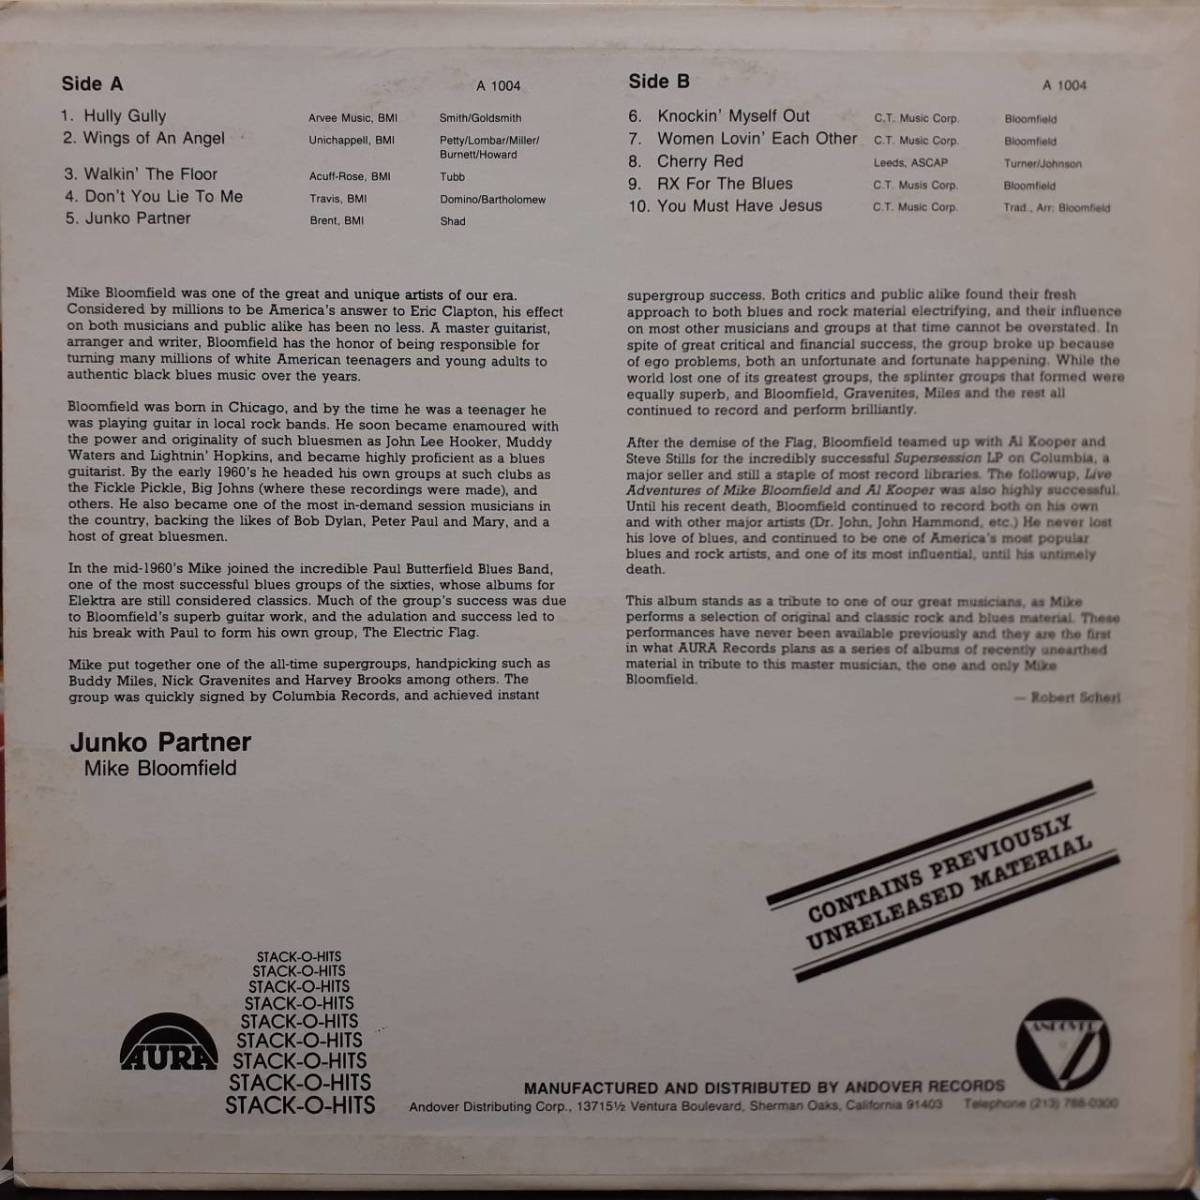 Side A A 1004
1. Hully Gully Arvee Music, BMI Smith/Goldsmith
2. Wings of An Angel Unichappell, BMI Petty/Lombar/Miller/
Burnett/Howard
3. Walkin' The Floor Acuff-Rose, BMI Tubb
4. Don't You Lie To Me Travis, BMI Domino/Bartholomew
5. Junko Partner Brent, BMI Shad
Side B A 1004
6. Knockin' Myself Out C.T. Music Corp. Bloomfield
7. Women Lovin' Each Other C.T. Music Corp. Bloomfield
8. Cherry Red Leeds, ASCAP Turner/Johnson
9. RX For The Blues C.T. Musis Corp. Bloomfield
10. You Must Have Jesus C.T. Music Corp. Trad., Arr: Bloomfield
Mike Bloomfield was one of the great and unique artists of our era.
Considered by millions to be America's answer to Eric Clapton, his effect
on both musicians and public alike has been no less. A master guitarist,
arranger and writer, Bloomfield has the honor of being responsible for
turning many millions of white American teenagers and young adults to
authentic black blues music over the years.
Bloomfield was born in Chicago, and by the time he was a teenager he
was playing guitar in local rock bands. He soon became enamoured with
the power and originality of such bluesmen as John Lee Hooker, Muddy
Waters and Lightnin' Hopkins, and became highly proficient as a blues
guitarist. By the early 1960's he headed his own groups at such clubs as
the Fickle Pickle, Big Johns (where these recordings were made), and
others. He also became one of the most in-demand session musicians in
the country, backing the likes of Bob Dylan, Peter Paul and Mary, and a
host of great bluesmen.
In the mid-1960's Mike joined the incredible Paul Butterfield Blues Band,
one of the most successful blues groups of the sixties, whose albums for
Elektra are still considered classics. Much of the group's success was due
to Bloomfield's superb guitar work, and the adulation and success led to
his break with Paul to form his own group, The Electric Flag.
Mike put together one of the all-time supergroups, handpicking such as
Buddy Miles, Nick Gravenites and Harvey Brooks among others. The
group was quickly signed by Columbia Records, and achieved instant
supergroup success. Both critics and public alike found their fresh
approach to both blues and rock material electrifying, and their influence
on most other musicians and groups at that time cannot be overstated. In
spite of great critical and financial success, the group broke up because
of ego problems, both an unfortunate and fortunate happening. While the
world lost one of its greatest groups, the splinter groups that formed were
equally superb, and Bloomfield, Gravenites, Miles and the rest all
continued to record and perform brilliantly.
After the demise of the Flag, Bloomfield teamed up with Al Kooper and
Steve Stills for the incredibly successful Supersession LP on Columbia, a
major seller and still a staple of most record libraries. The followup, Live
Adventures of Mike Bloomfield and Al Kooper was also highly successful.
Until his recent death, Bloomfield continued to record both on his own
and with other major artists (Dr. John, John Hammond, etc.) He never lost
his love of blues, and continued to be one of America's most popular
blues and rock artists, and one of its most influential, until his untimely
death.
This album stands as a tribute to one of our great musicians, as Mike
performs a selection of original and classic rock and blues material. These
performances have never been available previously and they are the first
in what AURA Records plans as a series of albums of recently unearthed
material in tribute to this master musician, the one and only Mike
Bloomfield.
— Robert Scherl
Junko Partner
Mike Bloomfield
CONTAINS PREVIOUSLY
UNRELEASED MATERIAL
AURA
STACK-O-HITS
STACK-O-HITS
STACK-O-HITS
STACK-O-HITS
STACK-O-HITS
STACK-O-HITS
STACK-O-HITS
STACK-O-HITS
STACK-O-HITS
ANDOVER
MANUFACTURED AND DISTRIBUTED BY ANDOVER RECORDS
Andover Distributing Corp., 13715½ Ventura Boulevard, Sherman Oaks, California 91403 Telephone (213) 788-0300